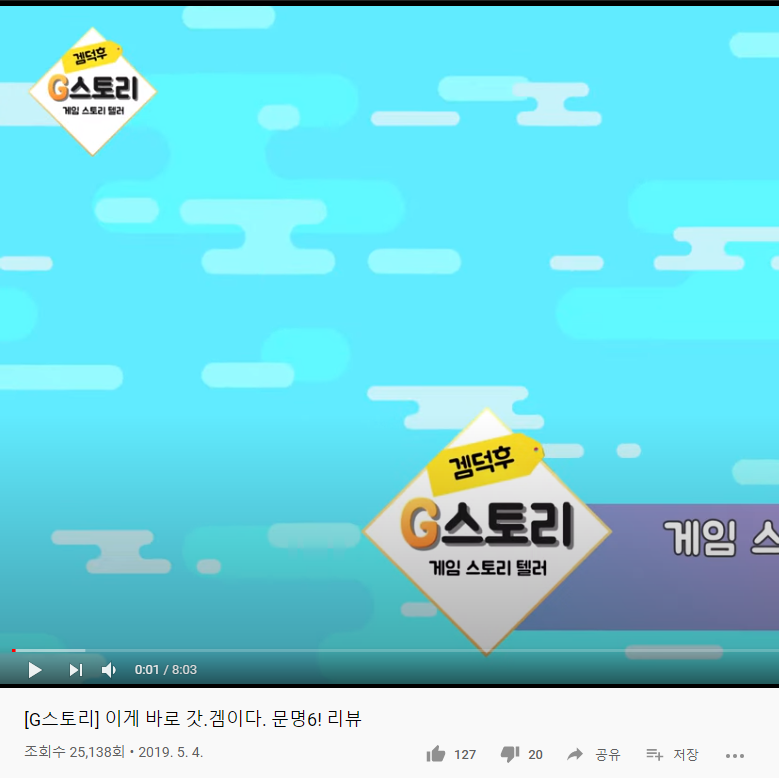 겜덕후
G스토리
게임 스토리 텔러
겜덕후
G스토리
게임 스토리 텔러
게임
0:01 / 8:03
[G스토리] 이게 바로 갓.겜이다. 문명6! 리뷰
조회수 25,138회 • 2019. 5. 4.
127
20
공유
저장